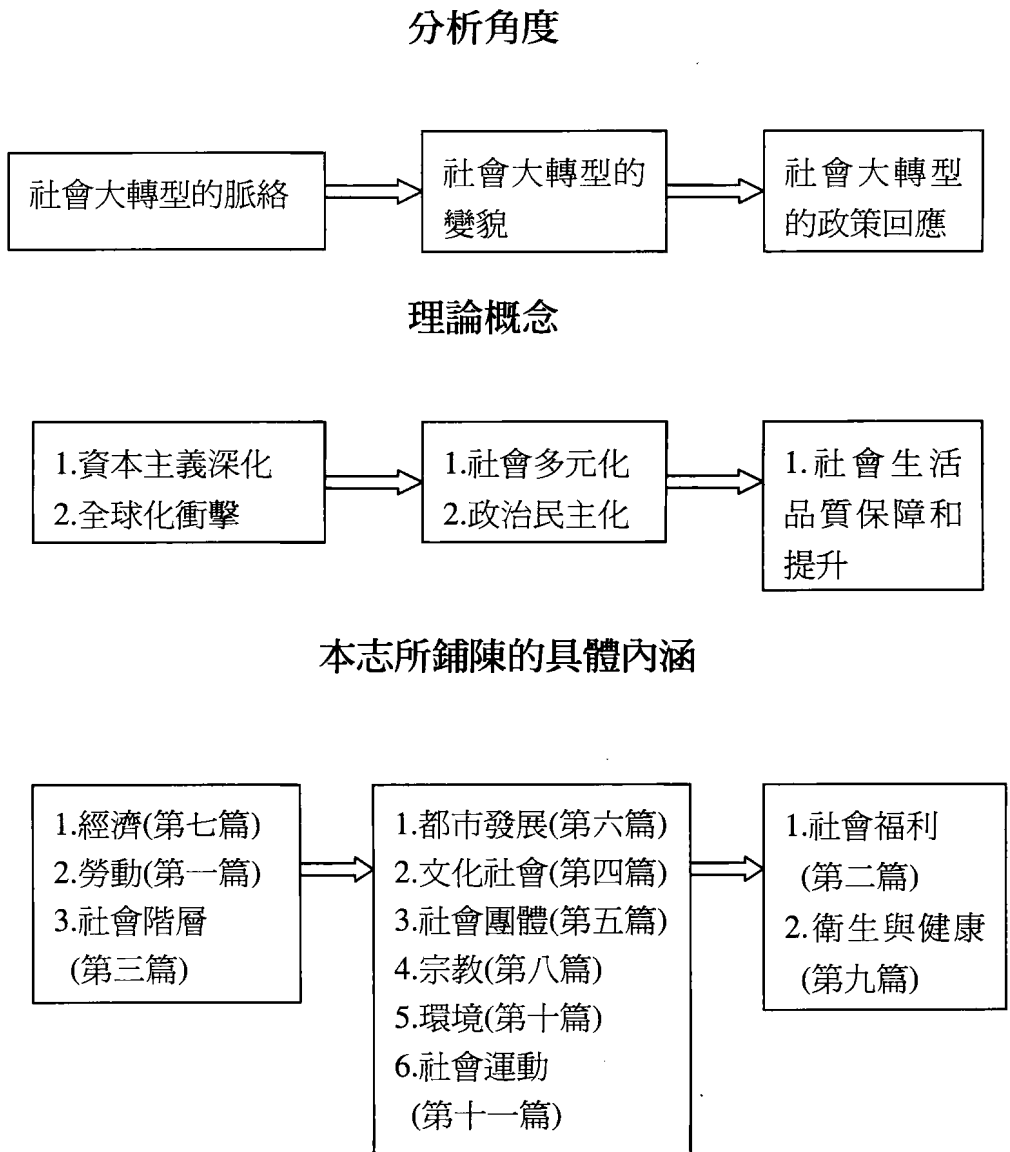 分析角度
社會大轉型的脈絡
社會大轉型的
變貌
社會大轉型
的政策回應
理論概念
1.資本主義深化
2.全球化衝擊
1.社會多元化
2.政治民主化
1.社會生活
品質保障和
提升
本志所鋪陳的具體內涵
1.經濟(第七篇)
2.勞動(第一篇)
3.社會階層
(第三篇)
1.都市發展(第六篇)
2.文化社會(第四篇)
3.社會團體(第五篇)
4.宗教(第八篇)
5.環境(第十篇)
6.社會運動
(第十一篇)
1.社會福利
(第二篇)
2.衛生與健康
(第九篇)